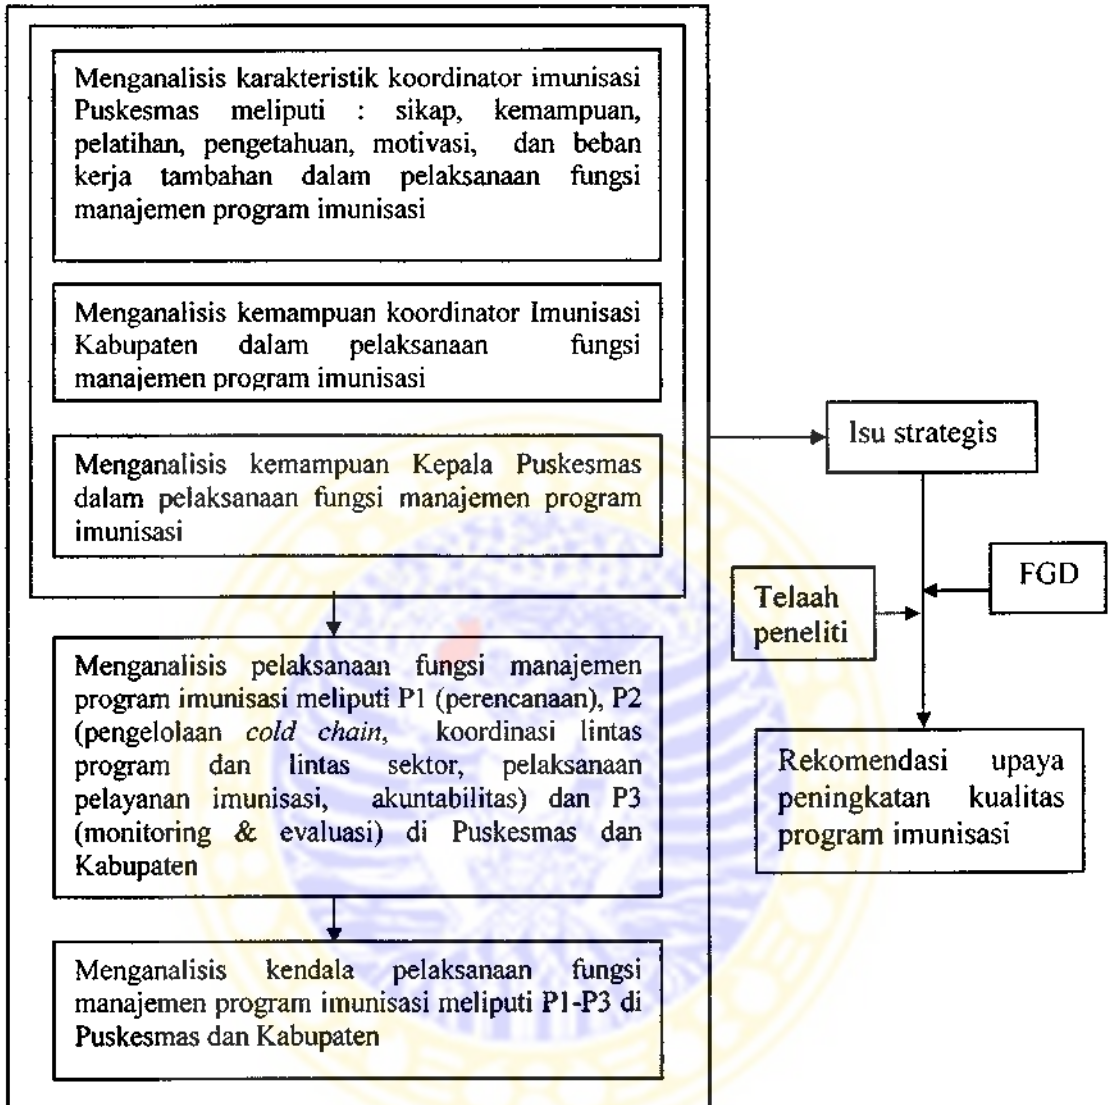 Menganalisis karakteristik koordinator imunisasi
Puskesmas meliputi : sikap, kemampuan,
pelatihan, pengetahuan, motivasi, dan beban
kerja tambahan dalam pelaksanaan fungsi
manajemen program imunisasi
Menganalisis kemampuan koordinator Imunisasi
Kabupaten dalam pelaksanaan fungsi
manajemen program imunisasi
Menganalisis kemampuan Kepala Puskesmas
dalam pelaksanaan fungsi manajemen program
imunisasi
Menganalisis pelaksanaan fungsi manajemen
program imunisasi meliputi P1 (perencanaan), P2
(pengelolaan cold chain, koordinasi lintas
program dan lintas sektor, pelaksanaan
pelayanan imunisasi, akuntabilitas) dan P3
(monitoring & evaluasi) di Puskesmas dan
Kabupaten
Menganalisis kendala pelaksanaan fungsi
manajemen program imunisasi meliputi P1-P3 di
Puskesmas dan Kabupaten
Isu strategis
FGD
Telaah
peneliti
Rekomendasi upaya
peningkatan kualitas
program imunisasi